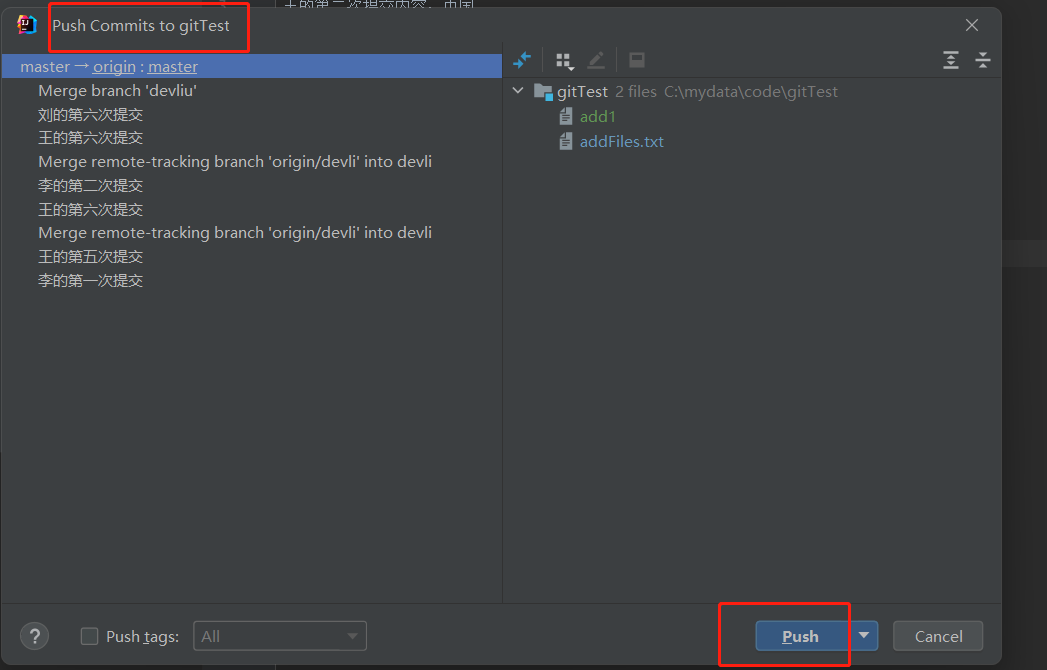 Push Commits to gitTest
master → origin : master
Merge branch 'devliu'
刘的第六次提交
王的第六次提交
Merge remote-tracking branch 'origin/devli' into devli
李的第二次提交
王的第六次提交
Merge remote-tracking branch 'origin/devli' into devli
王的第五次提交
李的第一次提交
gitTest 2 files C:\mydata\code\gitTest
add1
addFiles.txt
? Push tags: All
Push
Cancel